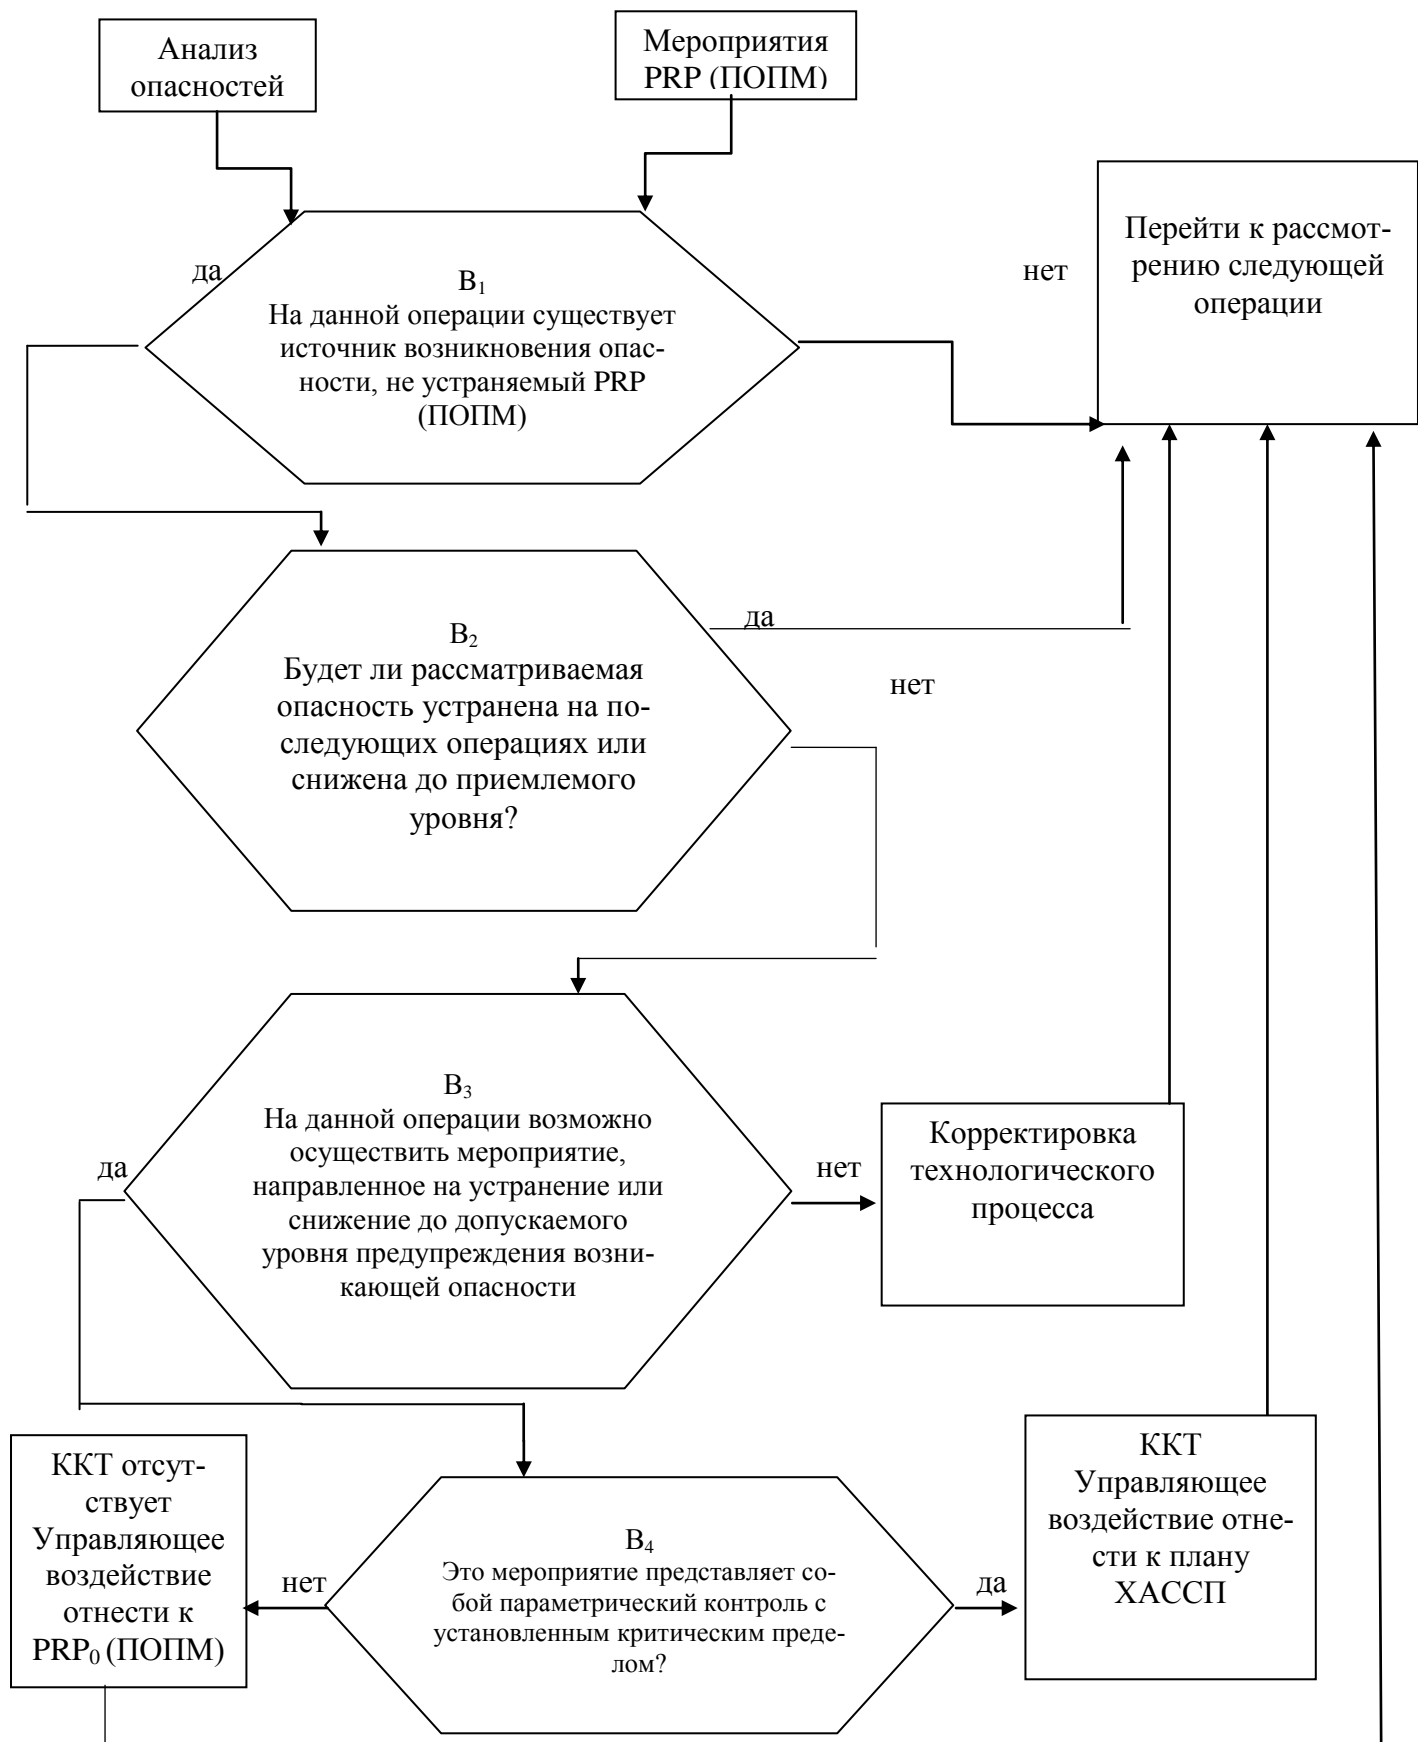 Анализ
опасностей
Мероприятия
PRP (ПОПМ)
Перейти к рассмот-
рению следующей
операции
да
нет
В₁
На данной операции существует
источник возникновения опас-
ности, не устраняемый PRP
(ПОПМ)
да
нет
В₂
Будет ли рассматриваемая
опасность устранена на по-
следующих операциях или
снижена до приемлемого
уровня?
В₃
На данной операции возможно
осуществить мероприятие,
направленное на устранение или
снижение до допускаемого
уровня предупреждения возни-
кающей опасности
да
нет
Корректировка
технологического
процесса
ККТ отсут-
ствует
Управляющее
воздействие
отнести к
PRP₀ (ПОПМ)
нет
В₄
Это мероприятие представляет со-
бой параметрический контроль с
установленным критическим преде-
лом?
да
ККТ
Управляющее
воздействие отне-
сти к плану
ХАССП